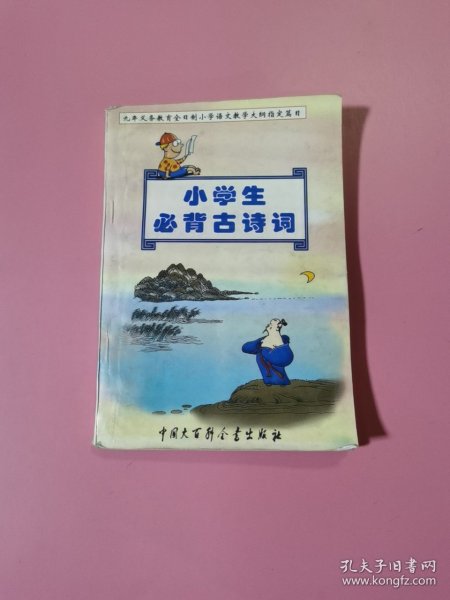 九年义务教育全日制小学语文教学大纲指定篇目
小学生
必背古诗词
中国大百科全书出版社
孔夫子旧书网
www.kongfz.com